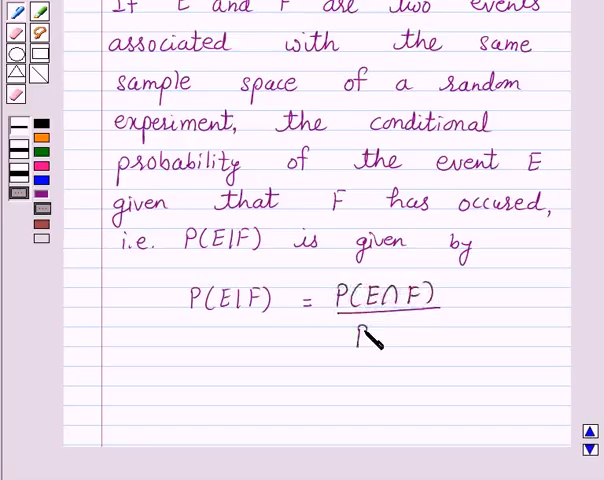 If E and F are two events
associated with the same
sample space of a random
experiment, the conditional
probability of the event E
given that F has occured,
i.e. P(E|F) is given by
P(E|F) = P(E∩F)
P